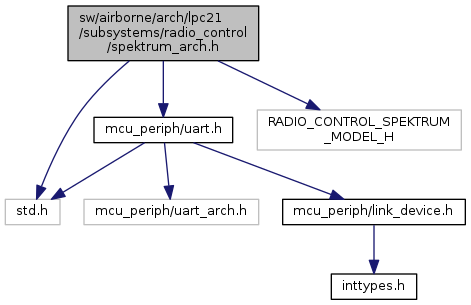 sw/airborne/arch/lpc21
/subsystems/radio_control
/spektrum_arch.h
RADIO_CONTROL_SPEKTRUM
_MODEL_H
mcu_periph/uart.h
std.h
mcu_periph/uart_arch.h
mcu_periph/link_device.h
inttypes.h